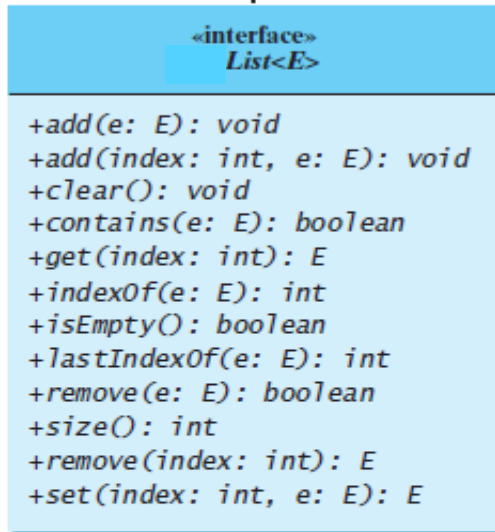 «interface»
List<E>
+add(e: E): void
+add(index: int, e: E): void
+clear(): void
+contains(e: E): boolean
+get(index: int): E
+indexOf(e: E): int
+isEmpty(): boolean
+lastIndexOf(e: E): int
+remove(e: E): boolean
+size(): int
+remove(index: int): E
+set(index: int, e: E): E